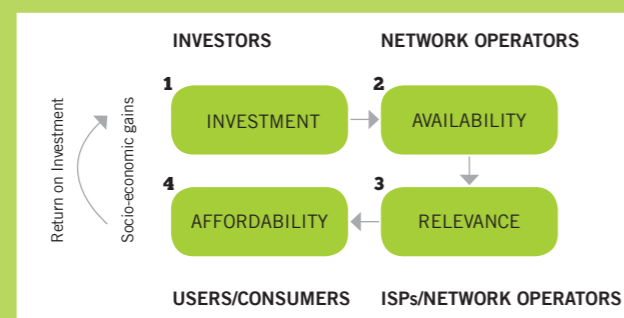 INVESTORS
NETWORK OPERATORS
1
INVESTMENT
2
AVAILABILITY
Return on Investment
Socio-economic gains
4
AFFORDABILITY
3
RELEVANCE
USERS/CONSUMERS
ISPs/NETWORK OPERATORS